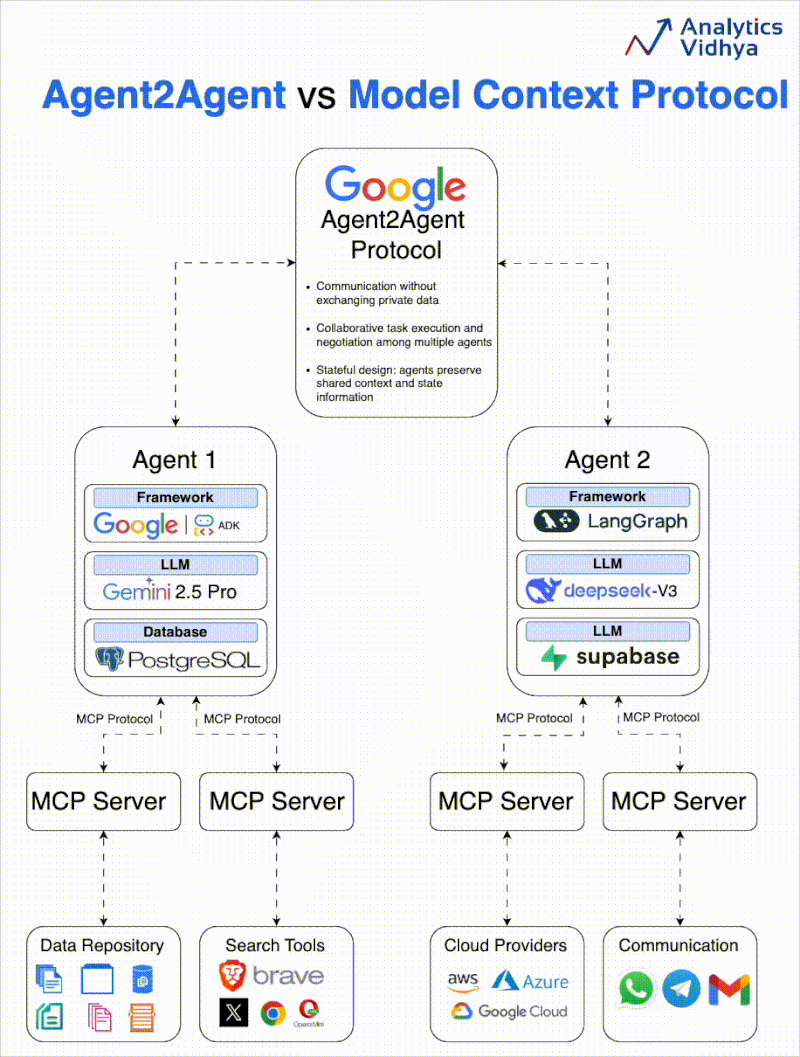 Analytics
Vidhya
Agent2Agent vs Model Context Protocol
Google
Agent2Agent
Protocol
• Communication without
exchanging private data
• Collaborative task execution and
negotiation among multiple agents
• Stateful design: agents preserve
shared context and state
information
Agent 1
Framework
Google | ADK
LLM
Gemini 2.5 Pro
Database
PostgreSQL
Agent 2
Framework
LangGraph
LLM
deepseek-V3
LLM
supabase
MCP Protocol
MCP Protocol
MCP Protocol
MCP Protocol
MCP Server
MCP Server
MCP Server
MCP Server
Data Repository
Search Tools
brave
X
OperaMini
Cloud Providers
aws
Azure
Google Cloud
Communication